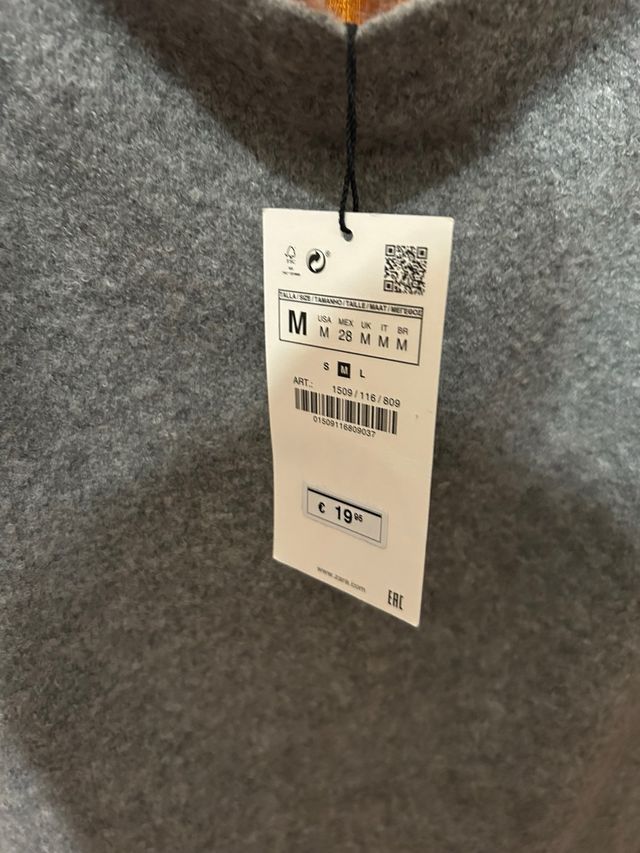 TALLA / SIZE / TAMANHO / TAILLE / MAAT / ΜΕΓΕΘΟΣ
M
USA MEX UK IT BR
M 28 M M M
S M L
ART.: 1509 / 116 / 809
01509116809037
€ 19 95
www.zara.com
EAC